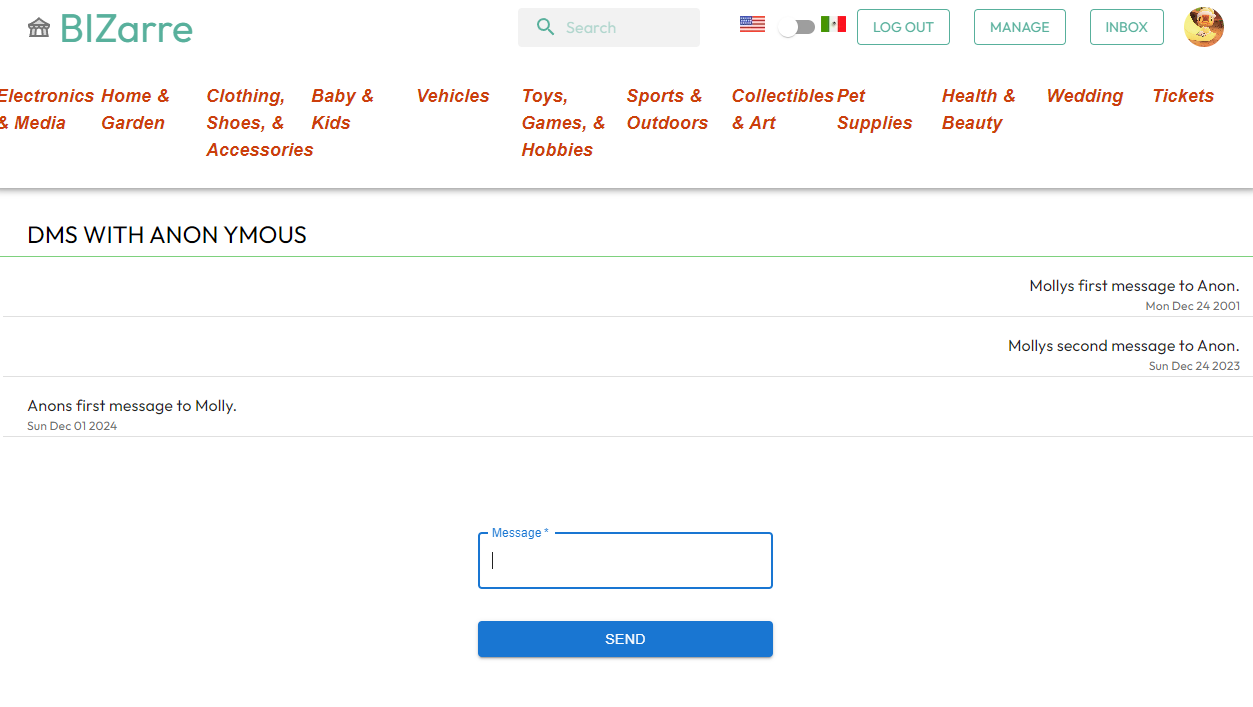 BIZarre
Search
LOG OUT
MANAGE
INBOX
Electronics & Media
Home & Garden
Clothing, Shoes, & Accessories
Baby & Kids
Vehicles
Toys, Games, & Hobbies
Sports & Outdoors
Collectibles & Art
Pet Supplies
Health & Beauty
Wedding
Tickets
DMS WITH ANON YMOUS
Mollys first message to Anon.
Mon Dec 24 2001
Mollys second message to Anon.
Sun Dec 24 2023
Anons first message to Molly.
Sun Dec 01 2024
Message *
SEND